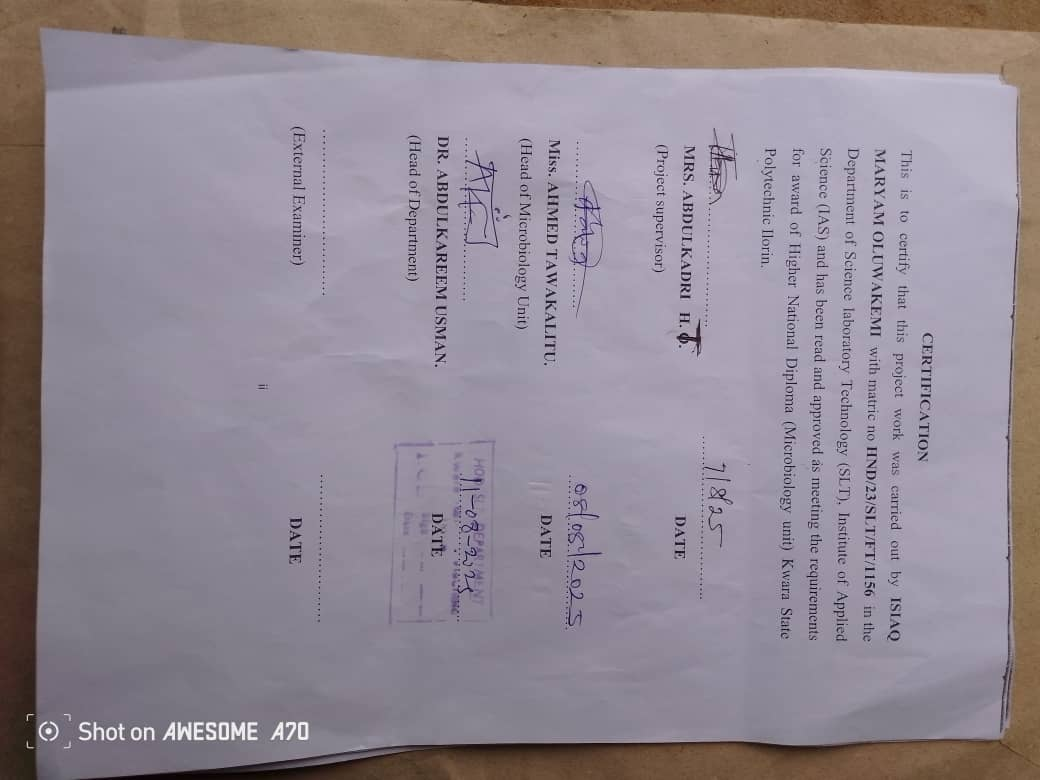 CERTIFICATION
This is to certify that this project work was carried out by ISIAQ
MARYAM OLUWAKEMI with matric no HND/23/SLT/FT/1156 in the
Department of Science laboratory Technology (SLT), Institute of Applied
Science (IAS) and has been read and approved as meeting the requirements
for award of Higher National Diploma (Microbiology unit) Kwara State
Polytechnic Ilorin.
7/8/25
MRS. ABDULKADRI H. T. DATE
(Project supervisor)
08/08/2025
Miss. AHMED TAWAKALITU. DATE
(Head of Microbiology Unit)
HOD SLT DEPARTMENT
11-08-2025
DR. ABDULKAREEM USMAN. DATE
(Head of Department)
DATE
(External Examiner)
ii
Shot on AWESOME A70